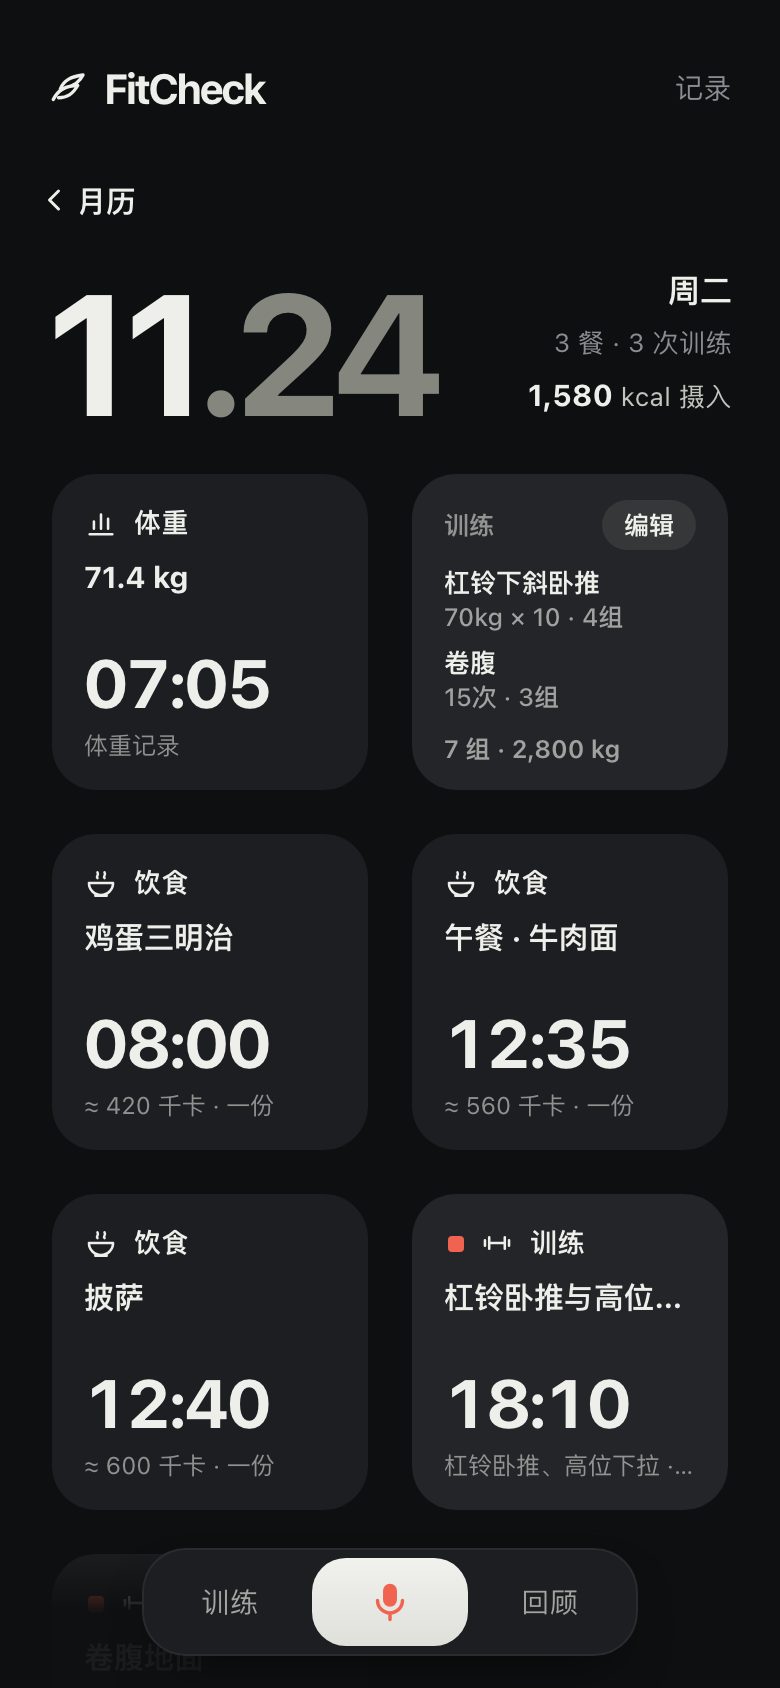 FitCheck
记录
月历
11.24
周二
3 餐 · 3 次训练
1,580 kcal 摄入
体重
71.4 kg
07:05
体重记录
训练
编辑
杠铃下斜卧推
70kg × 10 · 4组
卷腹
15次 · 3组
7 组 · 2,800 kg
饮食
鸡蛋三明治
08:00
≈ 420 千卡 · 一份
饮食
午餐 · 牛肉面
12:35
≈ 560 千卡 · 一份
饮食
披萨
12:40
≈ 600 千卡 · 一份
训练
杠铃卧推与高位...
18:10
杠铃卧推、高位下拉 ·...
卷腹地面
训练
回顾